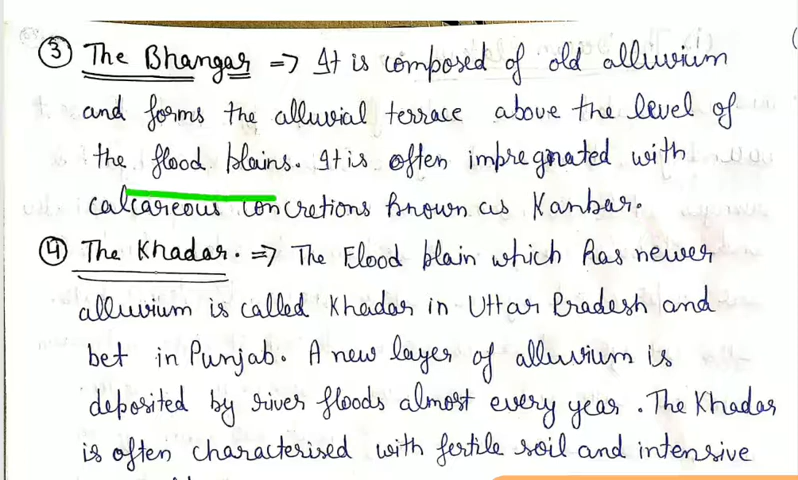 ③ The Bhangar => It is composed of old alluvium
and forms the alluvial terrace above the level of
the flood plains. It is often impregnated with
calcareous concretions known as Kankar.
④ The Khadar. => The Flood plain which has newer
alluvium is called Khadar in Uttar Pradesh and
bet in Punjab. A new layer of alluvium is
deposited by river floods almost every year. The Khadar
is often characterised with fertile soil and intensive